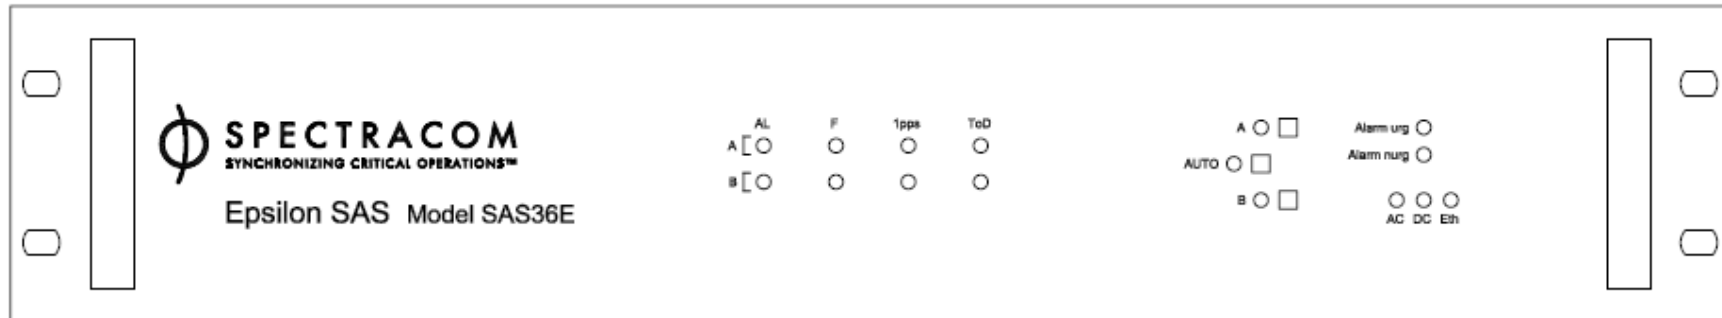 SPECTRACOM
SYNCHRONIZING CRITICAL OPERATIONS™
Epsilon SAS Model SAS36E
AL F 1pps ToD
A
B
A
AUTO
B
Alarm urg
Alarm nurg
AC DC Eth